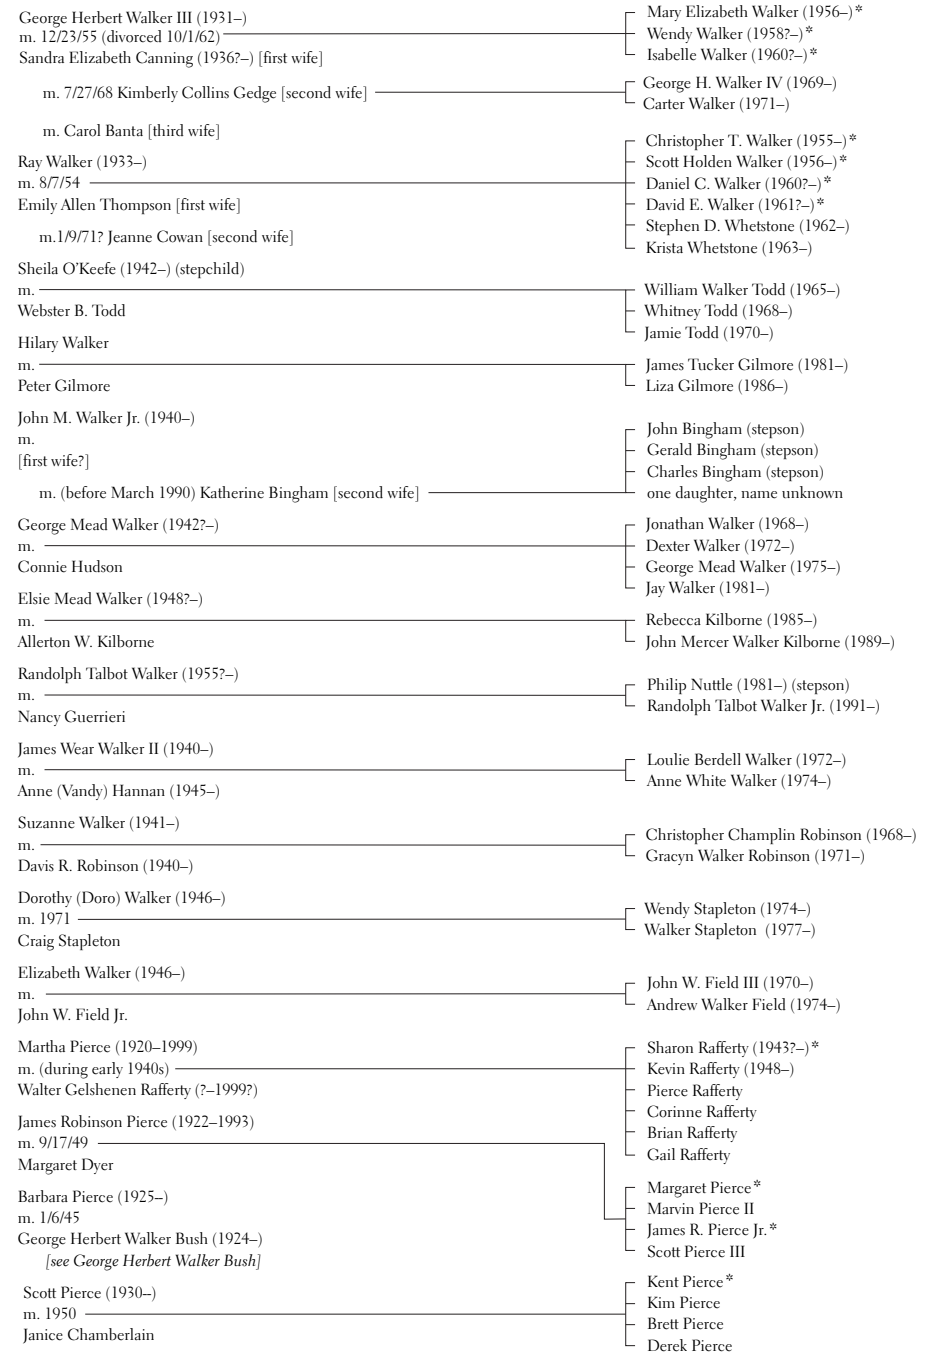 George Herbert Walker III (1931–)
m. 12/23/55 (divorced 10/1/62)
Sandra Elizabeth Canning (1936?–) [first wife]
Mary Elizabeth Walker (1956–)*
Wendy Walker (1958?–)*
Isabelle Walker (1960?–)*
m. 7/27/68 Kimberly Collins Gedge [second wife]
George H. Walker IV (1969–)
Carter Walker (1971–)
m. Carol Banta [third wife]
Ray Walker (1933–)
m. 8/7/54
Emily Allen Thompson [first wife]
m.1/9/71? Jeanne Cowan [second wife]
Christopher T. Walker (1955–)*
Scott Holden Walker (1956–)*
Daniel C. Walker (1960?–)*
David E. Walker (1961?–)*
Stephen D. Whetstone (1962–)
Krista Whetstone (1963–)
Sheila O'Keefe (1942–) (stepchild)
m.
Webster B. Todd
William Walker Todd (1965–)
Whitney Todd (1968–)
Jamie Todd (1970–)
Hilary Walker
m.
Peter Gilmore
James Tucker Gilmore (1981–)
Liza Gilmore (1986–)
John M. Walker Jr. (1940–)
m.
[first wife?]
m. (before March 1990) Katherine Bingham [second wife]
John Bingham (stepson)
Gerald Bingham (stepson)
Charles Bingham (stepson)
one daughter, name unknown
George Mead Walker (1942?–)
m.
Connie Hudson
Jonathan Walker (1968–)
Dexter Walker (1972–)
George Mead Walker (1975–)
Jay Walker (1981–)
Elsie Mead Walker (1948?–)
m.
Allerton W. Kilborne
Rebecca Kilborne (1985–)
John Mercer Walker Kilborne (1989–)
Randolph Talbot Walker (1955?–)
m.
Nancy Guerrieri
Philip Nuttle (1981–) (stepson)
Randolph Talbot Walker Jr. (1991–)
James Wear Walker II (1940–)
m.
Anne (Vandy) Hannan (1945–)
Loulie Berdell Walker (1972–)
Anne White Walker (1974–)
Suzanne Walker (1941–)
m.
Davis R. Robinson (1940–)
Christopher Champlin Robinson (1968–)
Gracyn Walker Robinson (1971–)
Dorothy (Doro) Walker (1946–)
m. 1971
Craig Stapleton
Wendy Stapleton (1974–)
Walker Stapleton (1977–)
Elizabeth Walker (1946–)
m.
John W. Field Jr.
John W. Field III (1970–)
Andrew Walker Field (1974–)
Martha Pierce (1920–1999)
m. (during early 1940s)
Walter Gelshenen Rafferty (?–1999?)
Sharon Rafferty (1943?–)*
Kevin Rafferty (1948–)
Pierce Rafferty
Corinne Rafferty
Brian Rafferty
Gail Rafferty
James Robinson Pierce (1922–1993)
m. 9/17/49
Margaret Dyer
Margaret Pierce*
Marvin Pierce II
James R. Pierce Jr.*
Scott Pierce III
Barbara Pierce (1925–)
m. 1/6/45
George Herbert Walker Bush (1924–)
[see George Herbert Walker Bush]
Scott Pierce (1930--)
m. 1950
Janice Chamberlain
Kent Pierce*
Kim Pierce
Brett Pierce
Derek Pierce